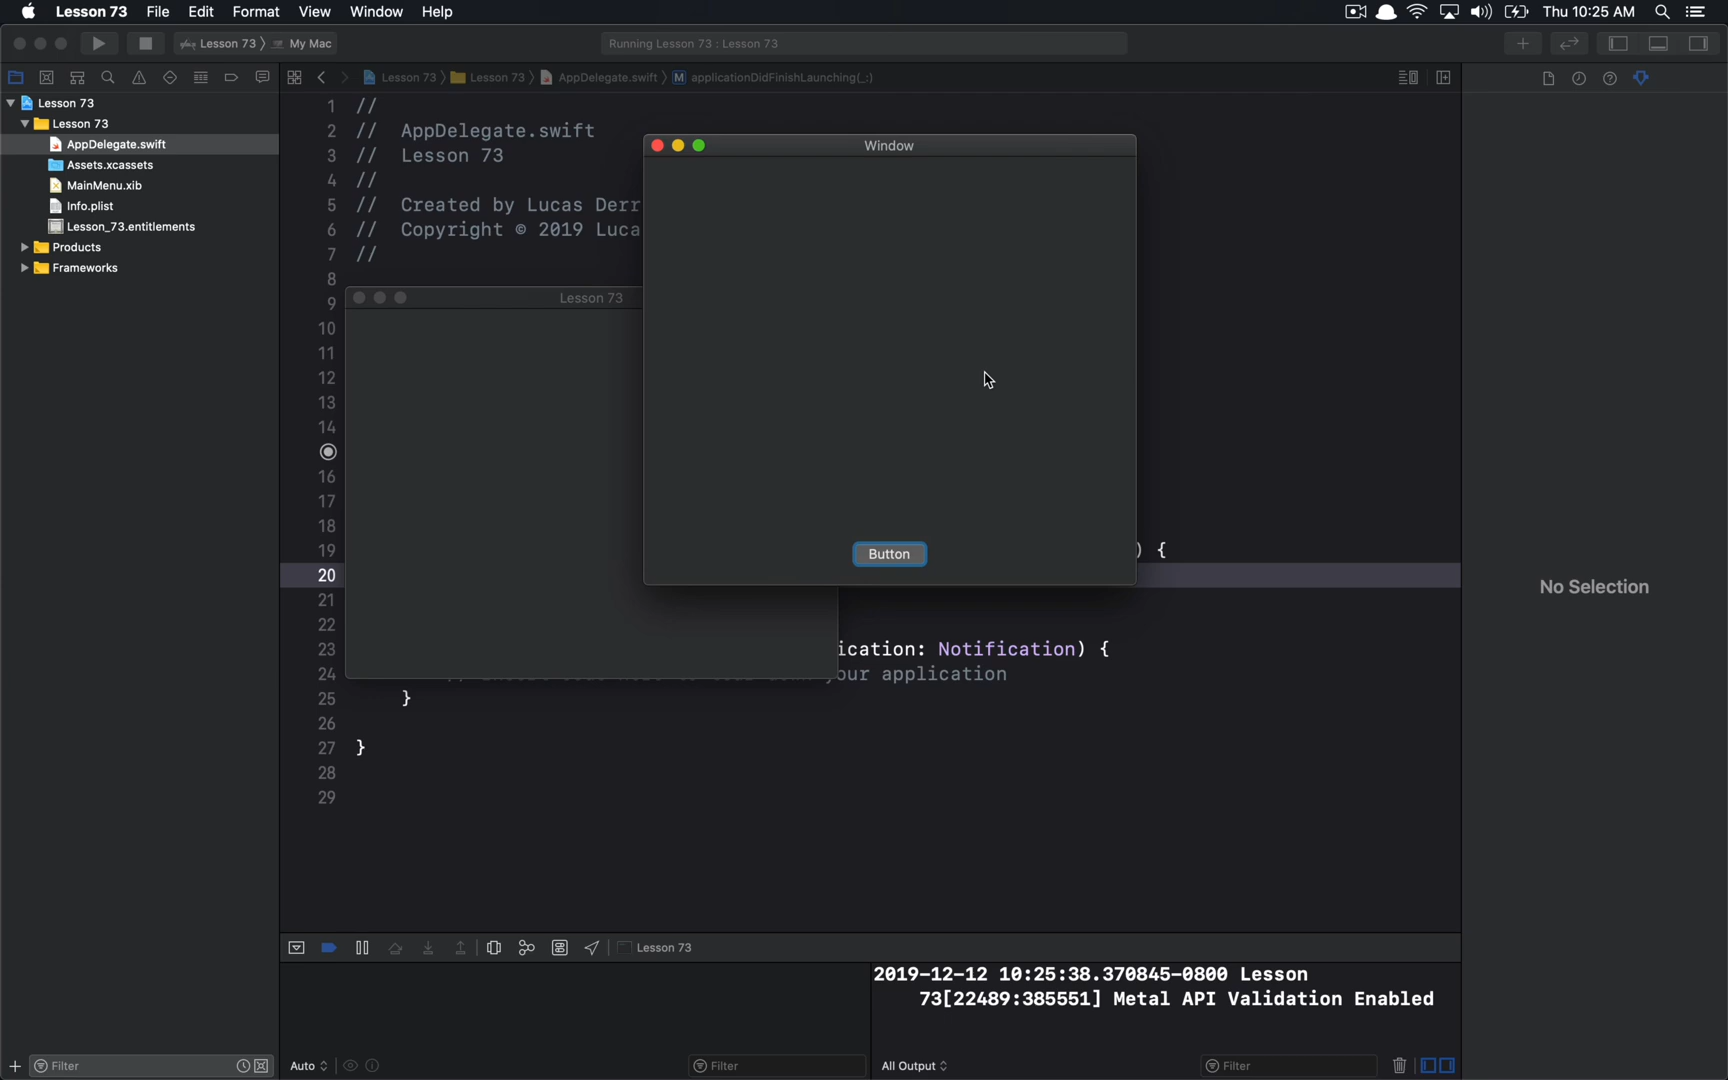 Lesson 73 File Edit Format View Window Help
Thu 10:25 AM
Lesson 73 〉 My Mac
Running Lesson 73 : Lesson 73
Lesson 73 〉 Lesson 73 〉 AppDelegate.swift 〉 M applicationDidFinishLaunching(_:)
Lesson 73
Lesson 73
AppDelegate.swift
Assets.xcassets
MainMenu.xib
Info.plist
Lesson_73.entitlements
Products
Frameworks
1 //
2 // AppDelegate.swift
3 // Lesson 73
4 //
5 // Created by Lucas Derr
6 // Copyright © 2019 Luca
7 //
8
9
10
11
12
13
14
16
17
18
19 ) {
20
21
22
23 ication: Notification) {
24 your application
25 }
26
27 }
28
29
Lesson 73
Window
Button
No Selection
Lesson 73
2019-12-12 10:25:38.370845-0800 Lesson
73[22489:385551] Metal API Validation Enabled
Filter
Auto
Filter
All Output
Filter